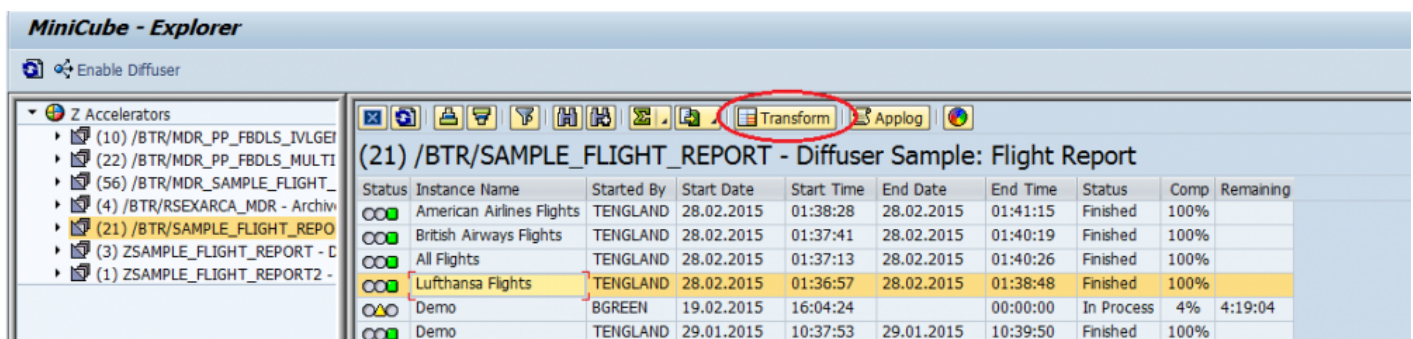 MiniCube - Explorer
Enable Diffuser
Z Accelerators
(10) /BTR/MDR_PP_FBDLS_IVLGEN
(22) /BTR/MDR_PP_FBDLS_MULTI
(56) /BTR/MDR_SAMPLE_FLIGHT_
(4) /BTR/RSEXARCA_MDR - Archiv
(21) /BTR/SAMPLE_FLIGHT_REPO
(3) ZSAMPLE_FLIGHT_REPORT - D
(1) ZSAMPLE_FLIGHT_REPORT2 -
Transform Applog
(21) /BTR/SAMPLE_FLIGHT_REPORT - Diffuser Sample: Flight Report
Status Instance Name Started By Start Date Start Time End Date End Time Status Comp Remaining
American Airlines Flights TENGLAND 28.02.2015 01:38:28 28.02.2015 01:41:15 Finished 100%
British Airways Flights TENGLAND 28.02.2015 01:37:41 28.02.2015 01:40:19 Finished 100%
All Flights TENGLAND 28.02.2015 01:37:13 28.02.2015 01:40:26 Finished 100%
Lufthansa Flights TENGLAND 28.02.2015 01:36:57 28.02.2015 01:38:48 Finished 100%
Demo BGREEN 19.02.2015 16:04:24 00:00:00 In Process 4% 4:19:04
Demo TENGLAND 29.01.2015 10:37:53 29.01.2015 10:39:50 Finished 100%